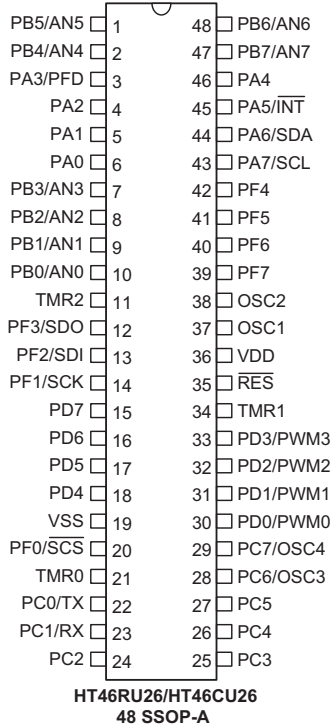 PB5/AN5 1 48 PB6/AN6
PB4/AN4 2 47 PB7/AN7
PA3/PFD 3 46 PA4
PA2 4 45 PA5/INT
PA1 5 44 PA6/SDA
PA0 6 43 PA7/SCL
PB3/AN3 7 42 PF4
PB2/AN2 8 41 PF5
PB1/AN1 9 40 PF6
PB0/AN0 10 39 PF7
TMR2 11 38 OSC2
PF3/SDO 12 37 OSC1
PF2/SDI 13 36 VDD
PF1/SCK 14 35 RES
PD7 15 34 TMR1
PD6 16 33 PD3/PWM3
PD5 17 32 PD2/PWM2
PD4 18 31 PD1/PWM1
VSS 19 30 PD0/PWM0
PF0/SCS 20 29 PC7/OSC4
TMR0 21 28 PC6/OSC3
PC0/TX 22 27 PC5
PC1/RX 23 26 PC4
PC2 24 25 PC3
HT46RU26/HT46CU26
48 SSOP-A